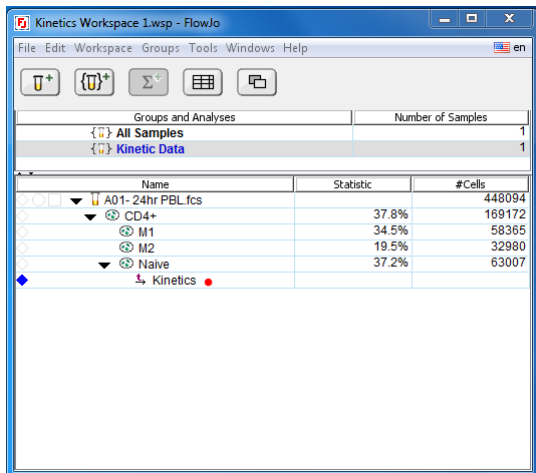 Kinetics Workspace 1.wsp - FlowJo
File Edit Workspace Groups Tools Windows Help en
Groups and Analyses Number of Samples
All Samples 1
Kinetic Data 1
Name Statistic #Cells
A01- 24hr PBL.fcs 448094
CD4+ 37.8% 169172
M1 34.5% 58365
M2 19.5% 32980
Naive 37.2% 63007
Kinetics